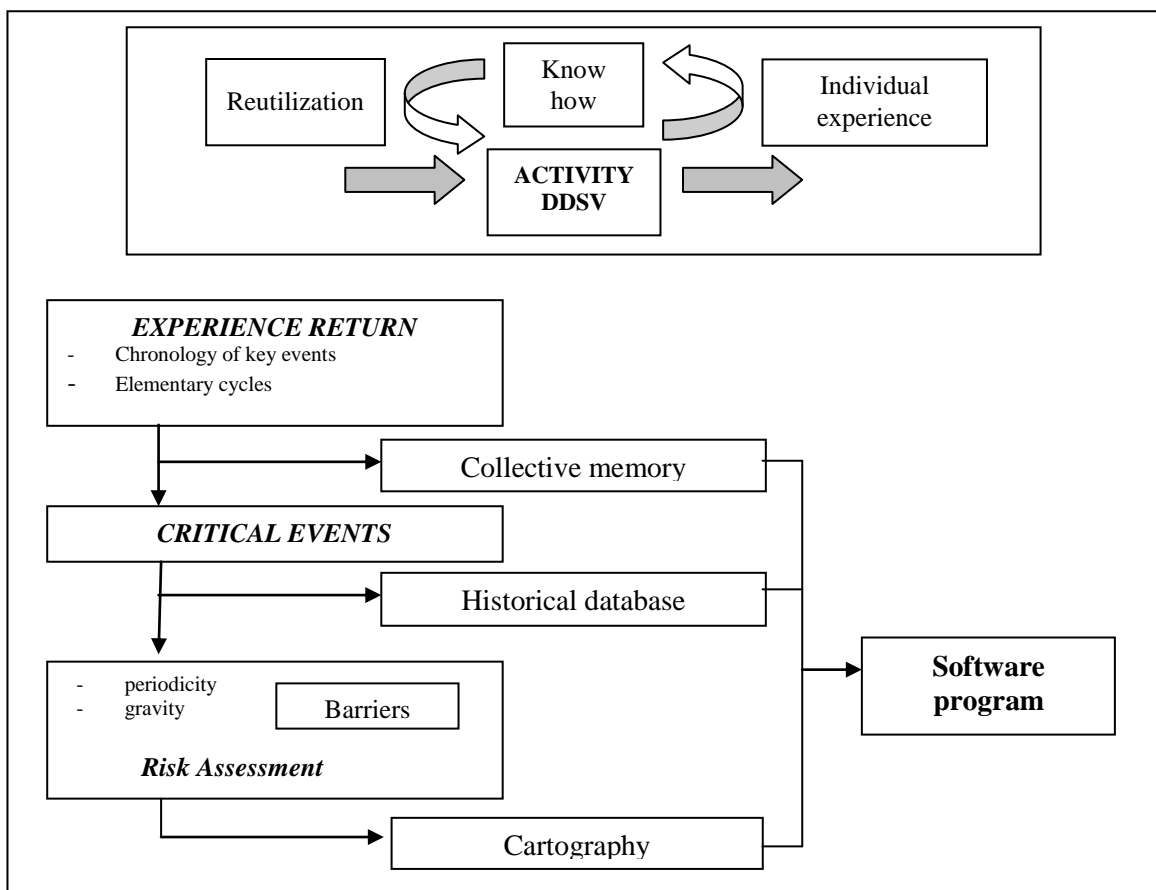 Reutilization
Know
how
Individual
experience
ACTIVITY
DDSV
EXPERIENCE RETURN
- Chronology of key events
- Elementary cycles
Collective memory
CRITICAL EVENTS
Historical database
- periodicity
- gravity
Barriers
Risk Assessment
Software
program
Cartography